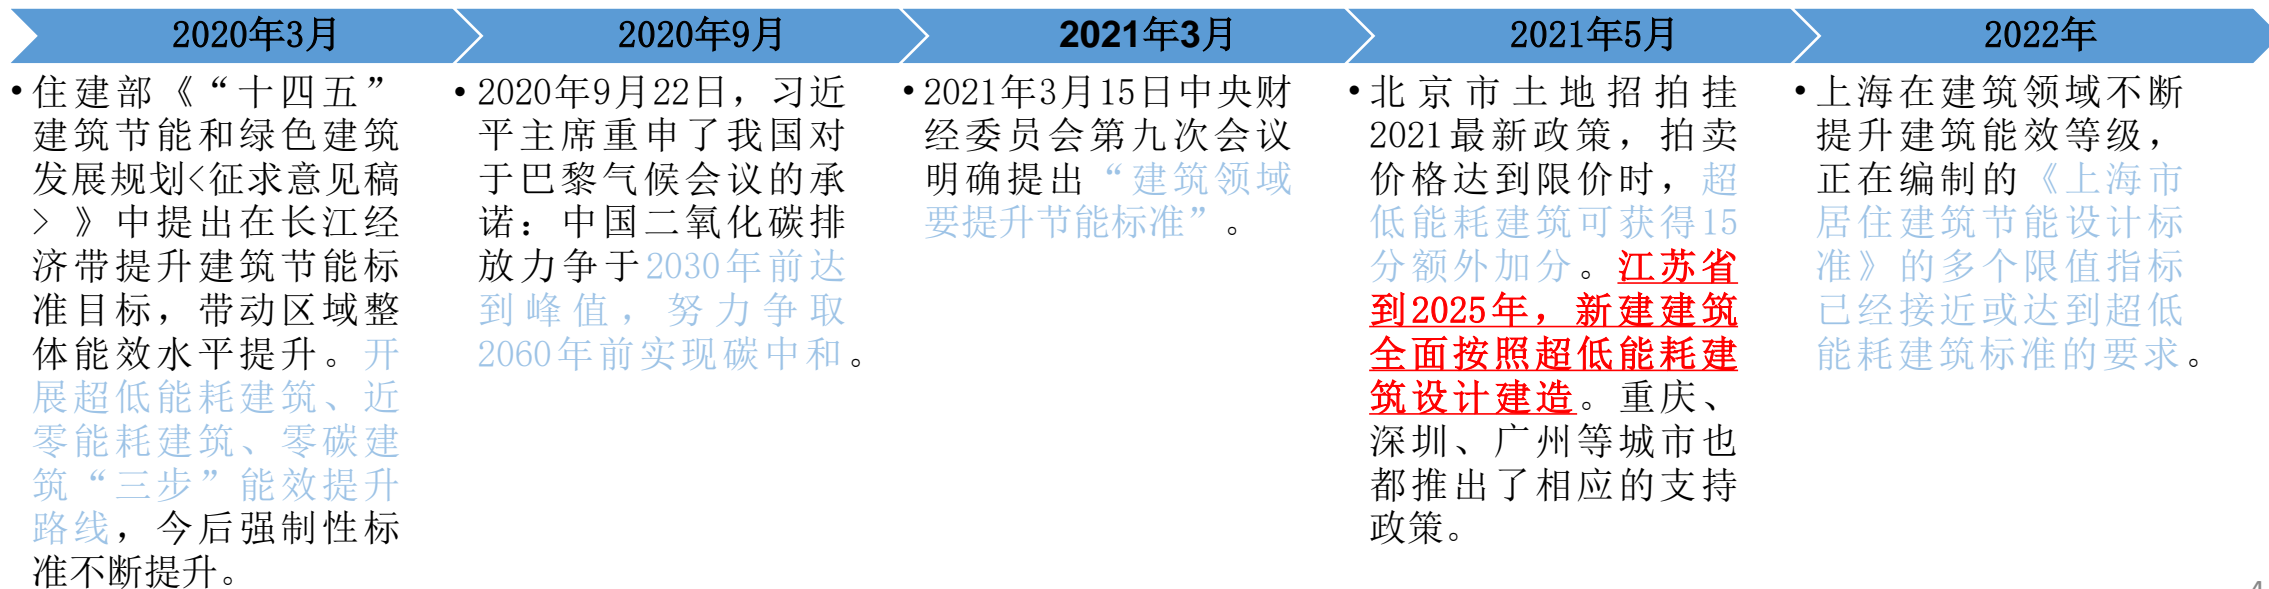 2020年3月
• 住建部《“十四五”
建筑节能和绿色建筑
发展规划<征求意见稿
> 》中提出在长江经
济带提升建筑节能标
准目标，带动区域整
体能效水平提升。开
展超低能耗建筑、近
零能耗建筑、零碳建
筑“三步”能效提升
路线，今后强制性标
准不断提升。
2020年9月
• 2020年9月22日，习近
平主席重申了我国对
于巴黎气候会议的承
诺：中国二氧化碳排
放力争于2030年前达
到峰值，努力争取
2060年前实现碳中和。
2021年3月
• 2021年3月15日中央财
经委员会第九次会议
明确提出“建筑领域
要提升节能标准”。
2021年5月
• 北京市土地招拍挂
2021最新政策，拍卖
价格达到限价时，超
低能耗建筑可获得15
分额外加分。江苏省
到2025年，新建建筑
全面按照超低能耗建
筑设计建造。重庆、
深圳、广州等城市也
都推出了相应的支持
政策。
2022年
• 上海在建筑领域不断
提升建筑能效等级，
正在编制的《上海市
居住建筑节能设计标
准》的多个限值指标
已经接近或达到超低
能耗建筑标准的要求。